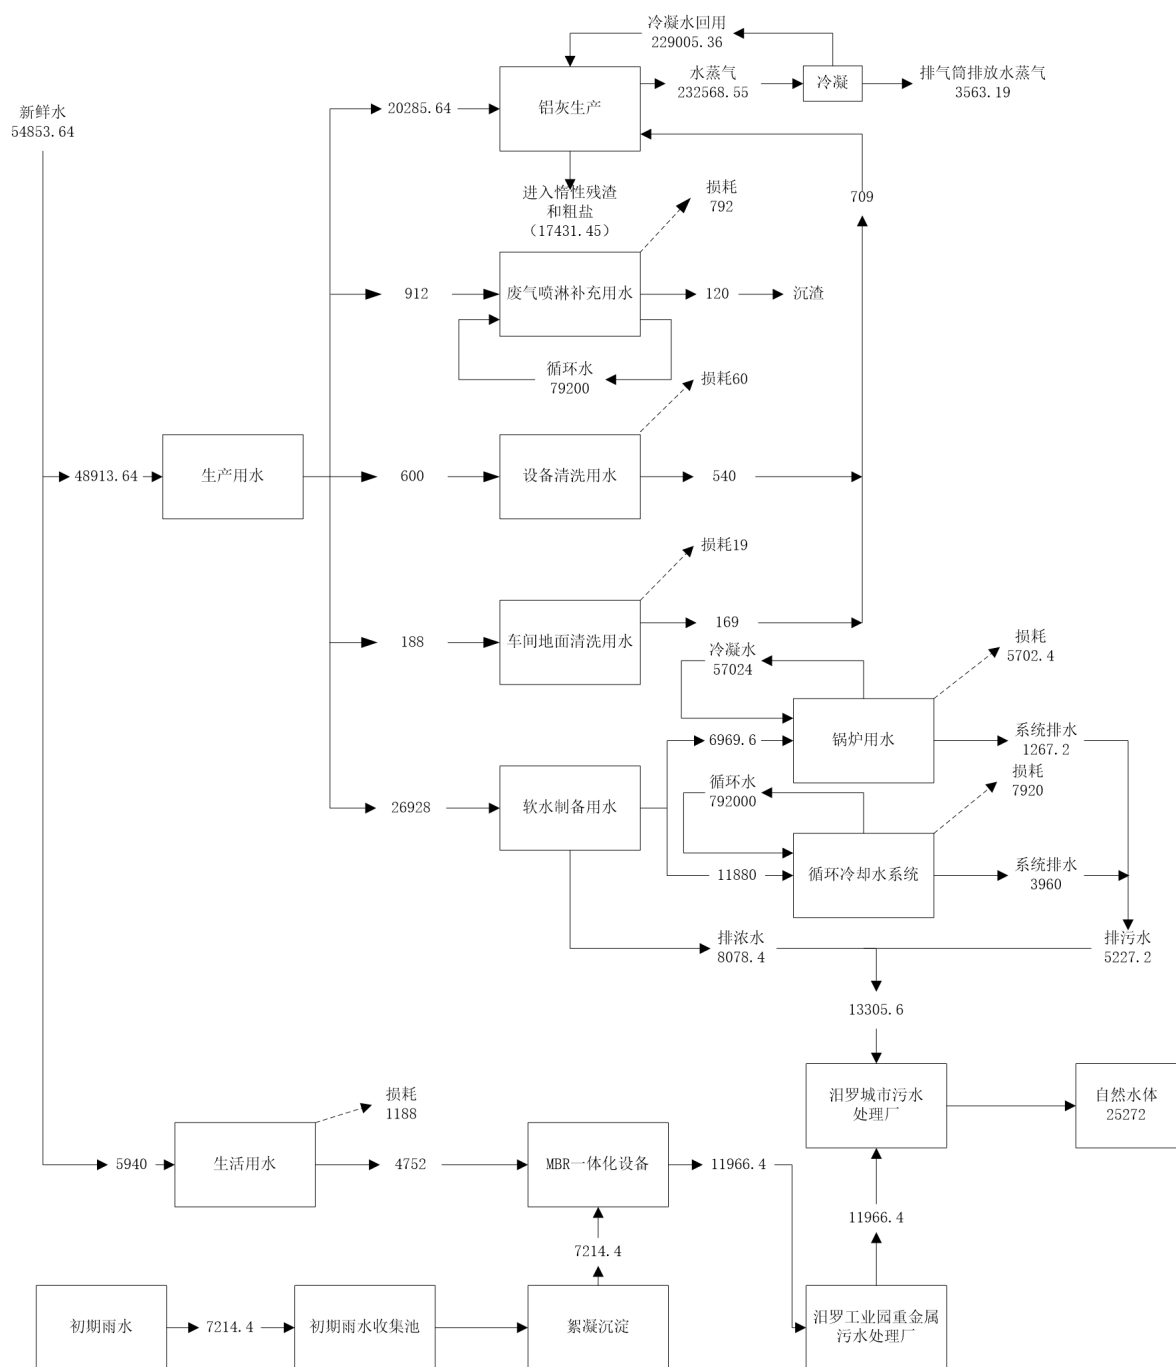 冷凝水回用
229005.36
水蒸气
232568.55
冷凝
排气筒排放水蒸气
3563.19
新鲜水
54853.64
20285.64
铝灰生产
进入惰性残渣
和粗盐
（17431.45）
损耗
792
709
912
废气喷淋补充用水
120
沉渣
循环水
79200
损耗60
48913.64
生产用水
600
设备清洗用水
540
损耗19
188
车间地面清洗用水
169
冷凝水
57024
损耗
5702.4
6969.6
锅炉用水
系统排水
1267.2
循环水
792000
损耗
7920
26928
软水制备用水
11880
循环冷却水系统
系统排水
3960
排浓水
8078.4
排污水
5227.2
13305.6
汨罗城市污水
处理厂
自然水体
25272
损耗
1188
5940
生活用水
4752
MBR一体化设备
11966.4
11966.4
7214.4
初期雨水
7214.4
初期雨水收集池
絮凝沉淀
汨罗工业园重金属
污水处理厂